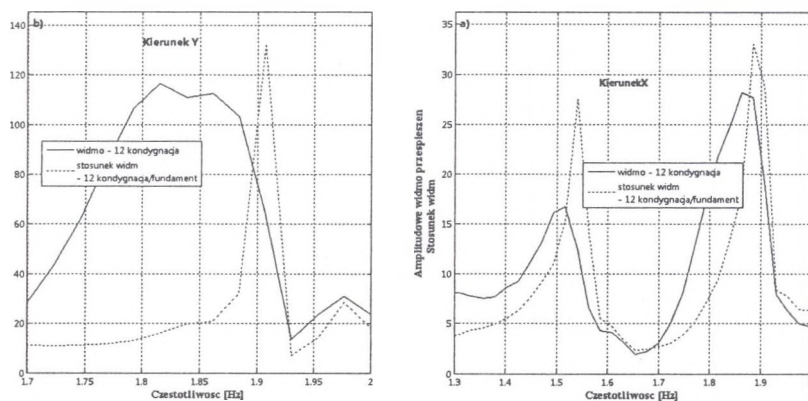 b)
Kierunek Y
140
120
100
80
60
40
20
0
widmo - 12 kondygnacja
stosunek widm
- 12 kondygnacja/fundament
1.7
1.75
1.8
1.85
1.9
1.95
2
Czestotliwosc [Hz]
a)
KierunekX
Amplitudowe widmo przespieszen
Stosunek widm
35
30
25
20
15
10
5
0
widmo - 12 kondygnacja
stosunek widm
- 12 kondygnacja/fundament
1.3
1.4
1.5
1.6
1.7
1.8
1.9
Czestotliwosc [Hz]